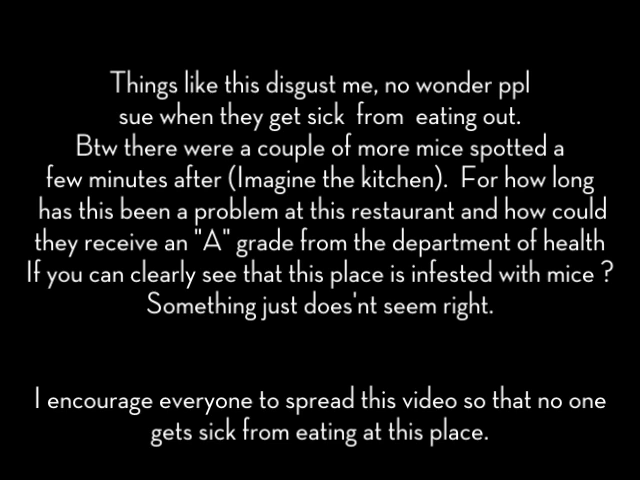 Things like this disgust me, no wonder ppl
sue when they get sick from eating out.
Btw there were a couple of more mice spotted a
few minutes after (Imagine the kitchen). For how long
has this been a problem at this restaurant and how could
they receive an "A" grade from the department of health
If you can clearly see that this place is infested with mice ?
Something just does'nt seem right.
I encourage everyone to spread this video so that no one
gets sick from eating at this place.